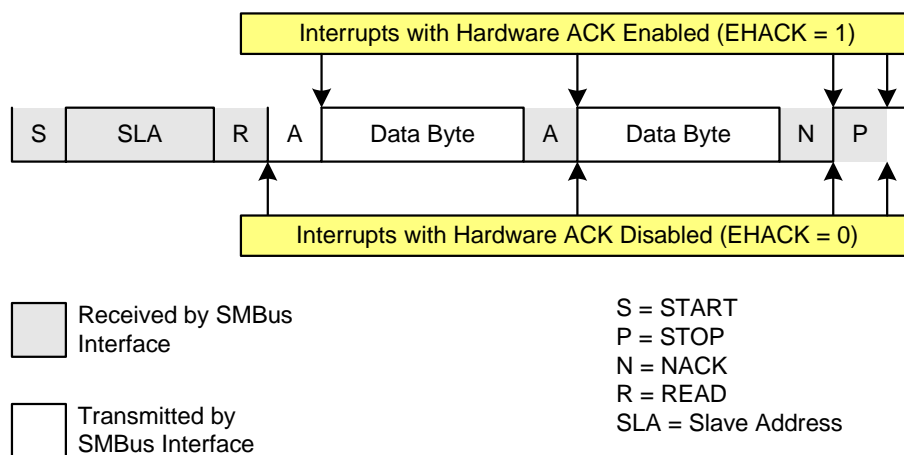 Interrupts with Hardware ACK Enabled (EHACK = 1)
S SLA R A Data Byte A Data Byte N P
Interrupts with Hardware ACK Disabled (EHACK = 0)
Received by SMBus
Interface
Transmitted by
SMBus Interface
S = START
P = STOP
N = NACK
R = READ
SLA = Slave Address